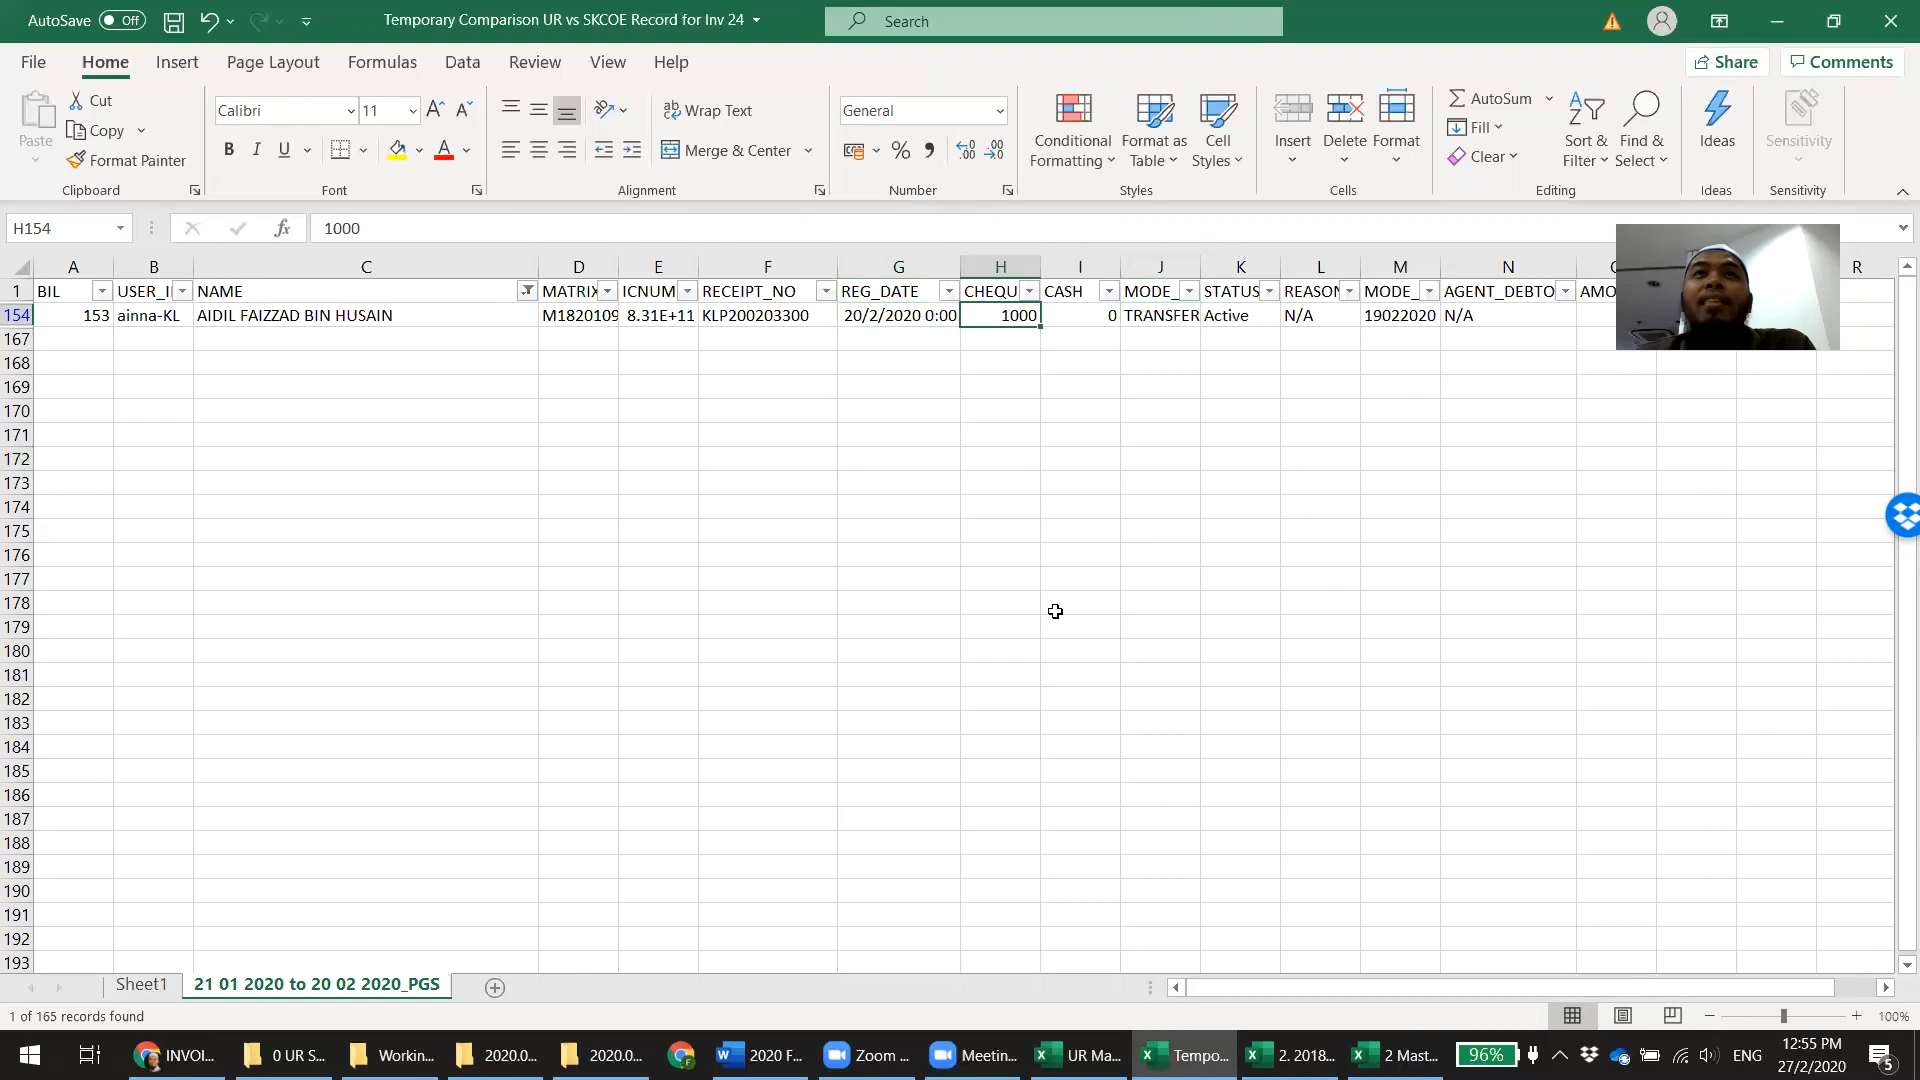 AutoSave Off Temporary Comparison UR vs SKCOE Record for Inv 24 Search
File Home Insert Page Layout Formulas Data Review View Help Share Comments
Paste Cut Copy Format Painter Clipboard
Calibri 11 B I U A Font
Wrap Text Merge & Center Alignment
General % Number
Conditional Formatting Format as Table Cell Styles Styles
Insert Delete Format Cells
AutoSum Fill Clear Sort & Filter Find & Select Editing
Ideas Ideas
Sensitivity Sensitivity
H154 fx 1000
A B C D E F G H I J K L M N R
1 BIL NAME RECEIPT_NO REG_DATE CHEQU CASH MODE_ STATUS REASON MODE_ AGENT_DEBTO AMO
154 153 ainna-KL AIDIL FAIZZAD BIN HUSAIN M1820109 8.31E+11 KLP200203300 20/2/2020 0:00 1000 0 TRANSFER Active N/A 19022020 N/A
167
168
169
170
171
172
173
174
175
176
177
178
179
180
181
182
183
184
185
186
187
188
189
190
191
192
193
Sheet1 21 01 2020 to 20 02 2020_PGS
1 of 165 records found 100%
INVOI... 0 UR S... Workin... 2020.0... 2020.0... 2020 F... Zoom ... Meetin... UR Ma... Tempo... 2. 2018... 2 Mast... 96% ENG 12:55 PM 5
27/2/2020